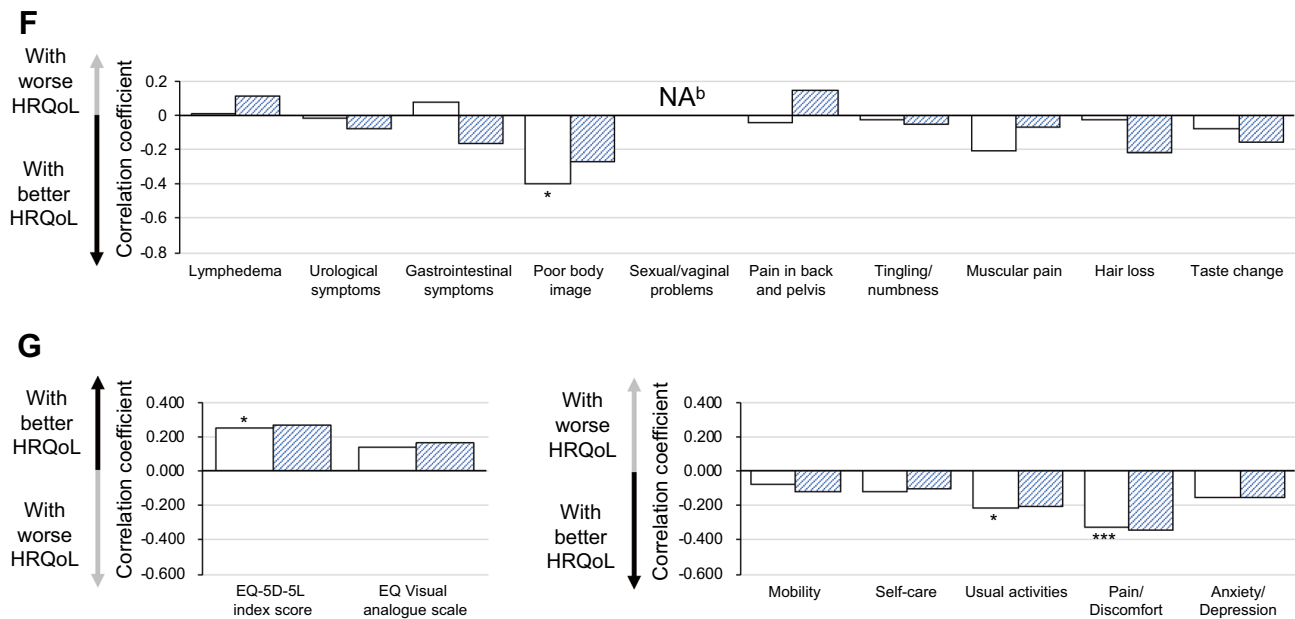 F
With
worse
HRQoL
With
better
HRQoL
Correlation coefficient
0.2
0
-0.2
-0.4
-0.6
-0.8
NAᵇ
*
Lymphedema
Urological
symptoms
Gastrointestinal
symptoms
Poor body
image
Sexual/vaginal
problems
Pain in back
and pelvis
Tingling/
numbness
Muscular pain
Hair loss
Taste change
G
With
better
HRQoL
With
worse
HRQoL
Correlation coefficient
0.400
0.200
0.000
-0.200
-0.400
-0.600
*
EQ-5D-5L
index score
EQ Visual
analogue scale
With
worse
HRQoL
With
better
HRQoL
Correlation coefficient
0.400
0.200
0.000
-0.200
-0.400
-0.600
*
***
Mobility
Self-care
Usual activities
Pain/
Discomfort
Anxiety/
Depression